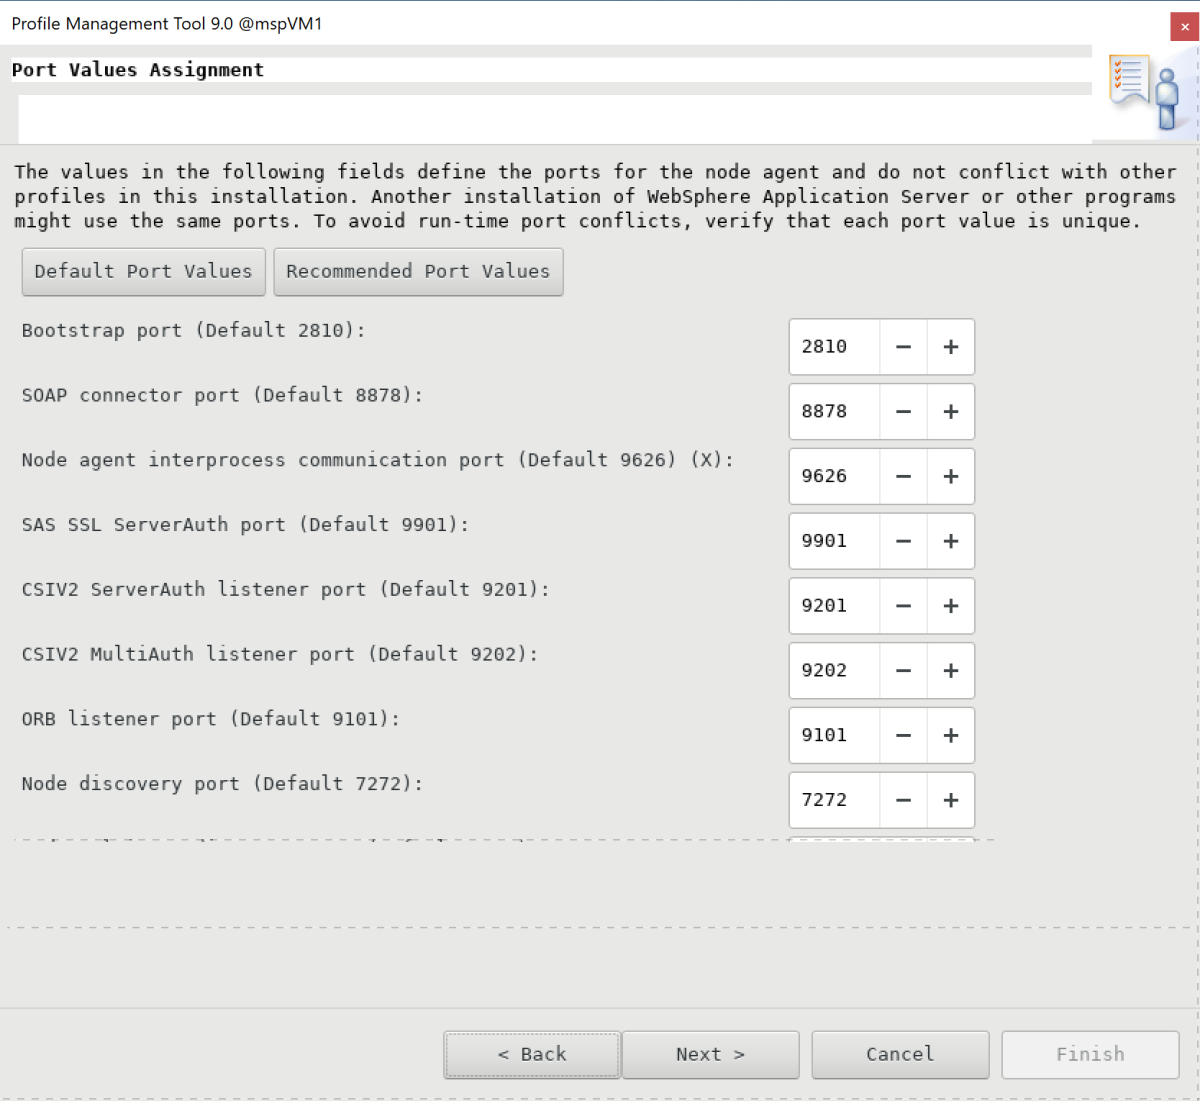 Profile Management Tool 9.0 @mspVM1
Port Values Assignment
The values in the following fields define the ports for the node agent and do not conflict with other
profiles in this installation. Another installation of WebSphere Application Server or other programs
might use the same ports. To avoid run-time port conflicts, verify that each port value is unique.
Default Port Values Recommended Port Values
Bootstrap port (Default 2810): 2810 − +
SOAP connector port (Default 8878): 8878 − +
Node agent interprocess communication port (Default 9626) (X): 9626 − +
SAS SSL ServerAuth port (Default 9901): 9901 − +
CSIV2 ServerAuth listener port (Default 9201): 9201 − +
CSIV2 MultiAuth listener port (Default 9202): 9202 − +
ORB listener port (Default 9101): 9101 − +
Node discovery port (Default 7272): 7272 − +
< Back Next > Cancel Finish